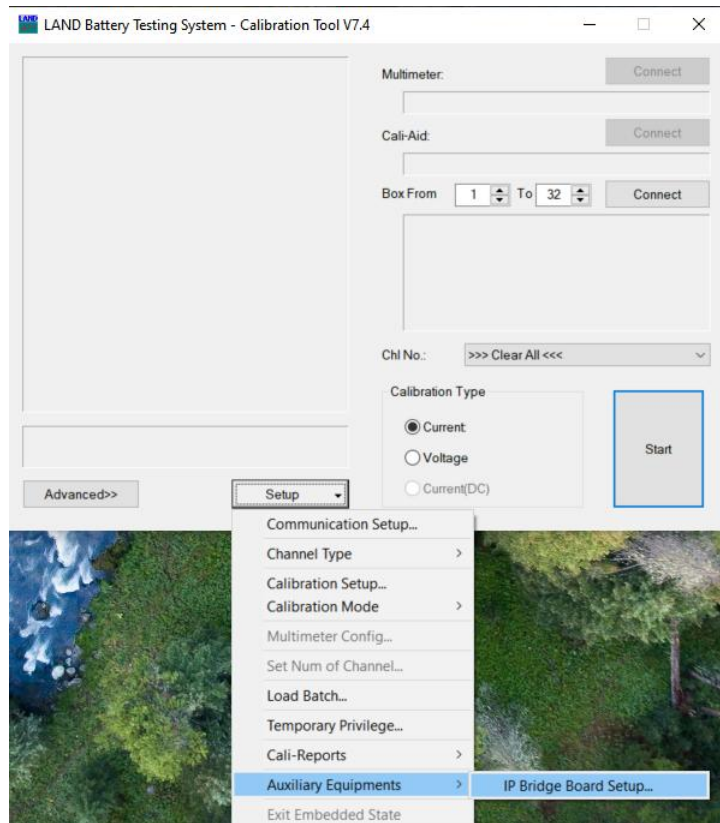 LAND
LAND Battery Testing System - Calibration Tool V7.4
Multimeter:
Connect
Cali-Aid:
Connect
Box From 1 To 32 Connect
Chl No.: >>> Clear All <<<
Calibration Type
Current
Voltage
Current(DC)
Start
Advanced>>
Setup
Communication Setup...
Channel Type
Calibration Setup...
Calibration Mode
Multimeter Config...
Set Num of Channel...
Load Batch...
Temporary Privilege...
Cali-Reports
Auxiliary Equipments
IP Bridge Board Setup...
Exit Embedded State